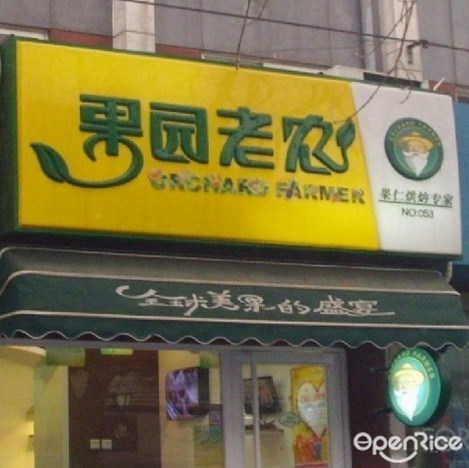 果园老农
ORCHARD FARMER
果仁烘炒专家
NO:053
全球美果的盛宴
OpenRice